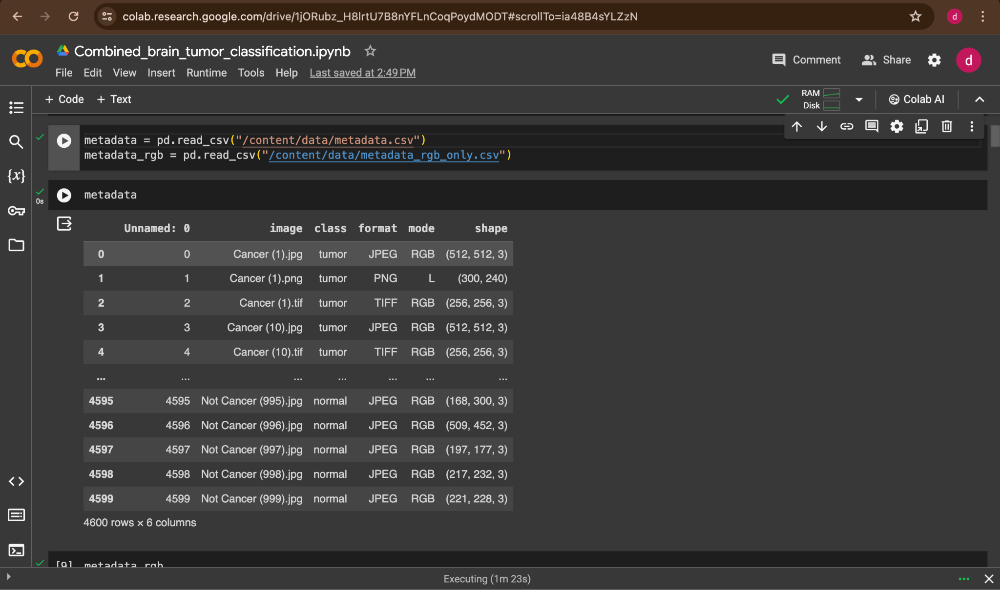 colab.research.google.com/drive/1jORubz_H8lrtU7B8nYFLnCoqPoydMODT#scrollTo=ia48B4sYLZzN
d
Combined_brain_tumor_classification.ipynb
Comment
Share
d
File Edit View Insert Runtime Tools Help Last saved at 2:49 PM
+ Code + Text
RAM
Disk
Colab AI
metadata = pd.read_csv("/content/data/metadata.csv")
metadata_rgb = pd.read_csv("/content/data/metadata_rgb_only.csv")
{x}
metadata
0s
Unnamed: 0 image class format mode shape
0 0 Cancer (1).jpg tumor JPEG RGB (512, 512, 3)
1 1 Cancer (1).png tumor PNG L (300, 240)
2 2 Cancer (1).tif tumor TIFF RGB (256, 256, 3)
3 3 Cancer (10).jpg tumor JPEG RGB (512, 512, 3)
4 4 Cancer (10).tif tumor TIFF RGB (256, 256, 3)
... ... ... ... ... ... ...
4595 4595 Not Cancer (995).jpg normal JPEG RGB (168, 300, 3)
4596 4596 Not Cancer (996).jpg normal JPEG RGB (509, 452, 3)
4597 4597 Not Cancer (997).jpg normal JPEG RGB (197, 177, 3)
4598 4598 Not Cancer (998).jpg normal JPEG RGB (217, 232, 3)
4599 4599 Not Cancer (999).jpg normal JPEG RGB (221, 228, 3)
4600 rows × 6 columns
[9] metadata_rgb
Executing (1m 23s)